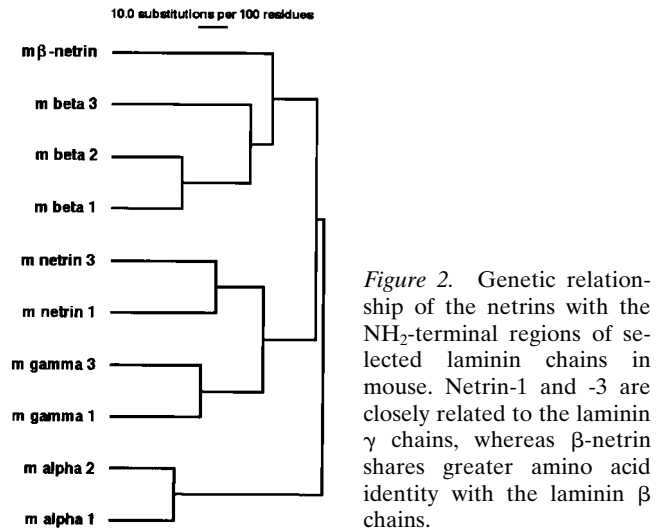 10.0 substitutions per 100 residues
m β-netrin
m beta 3
m beta 2
m beta 1
m netrin 3
m netrin 1
m gamma 3
m gamma 1
m alpha 2
m alpha 1
Figure 2. Genetic relation-
ship of the netrins with the
NH₂-terminal regions of se-
lected laminin chains in
mouse. Netrin-1 and -3 are
closely related to the laminin
γ chains, whereas β-netrin
shares greater amino acid
identity with the laminin β
chains.